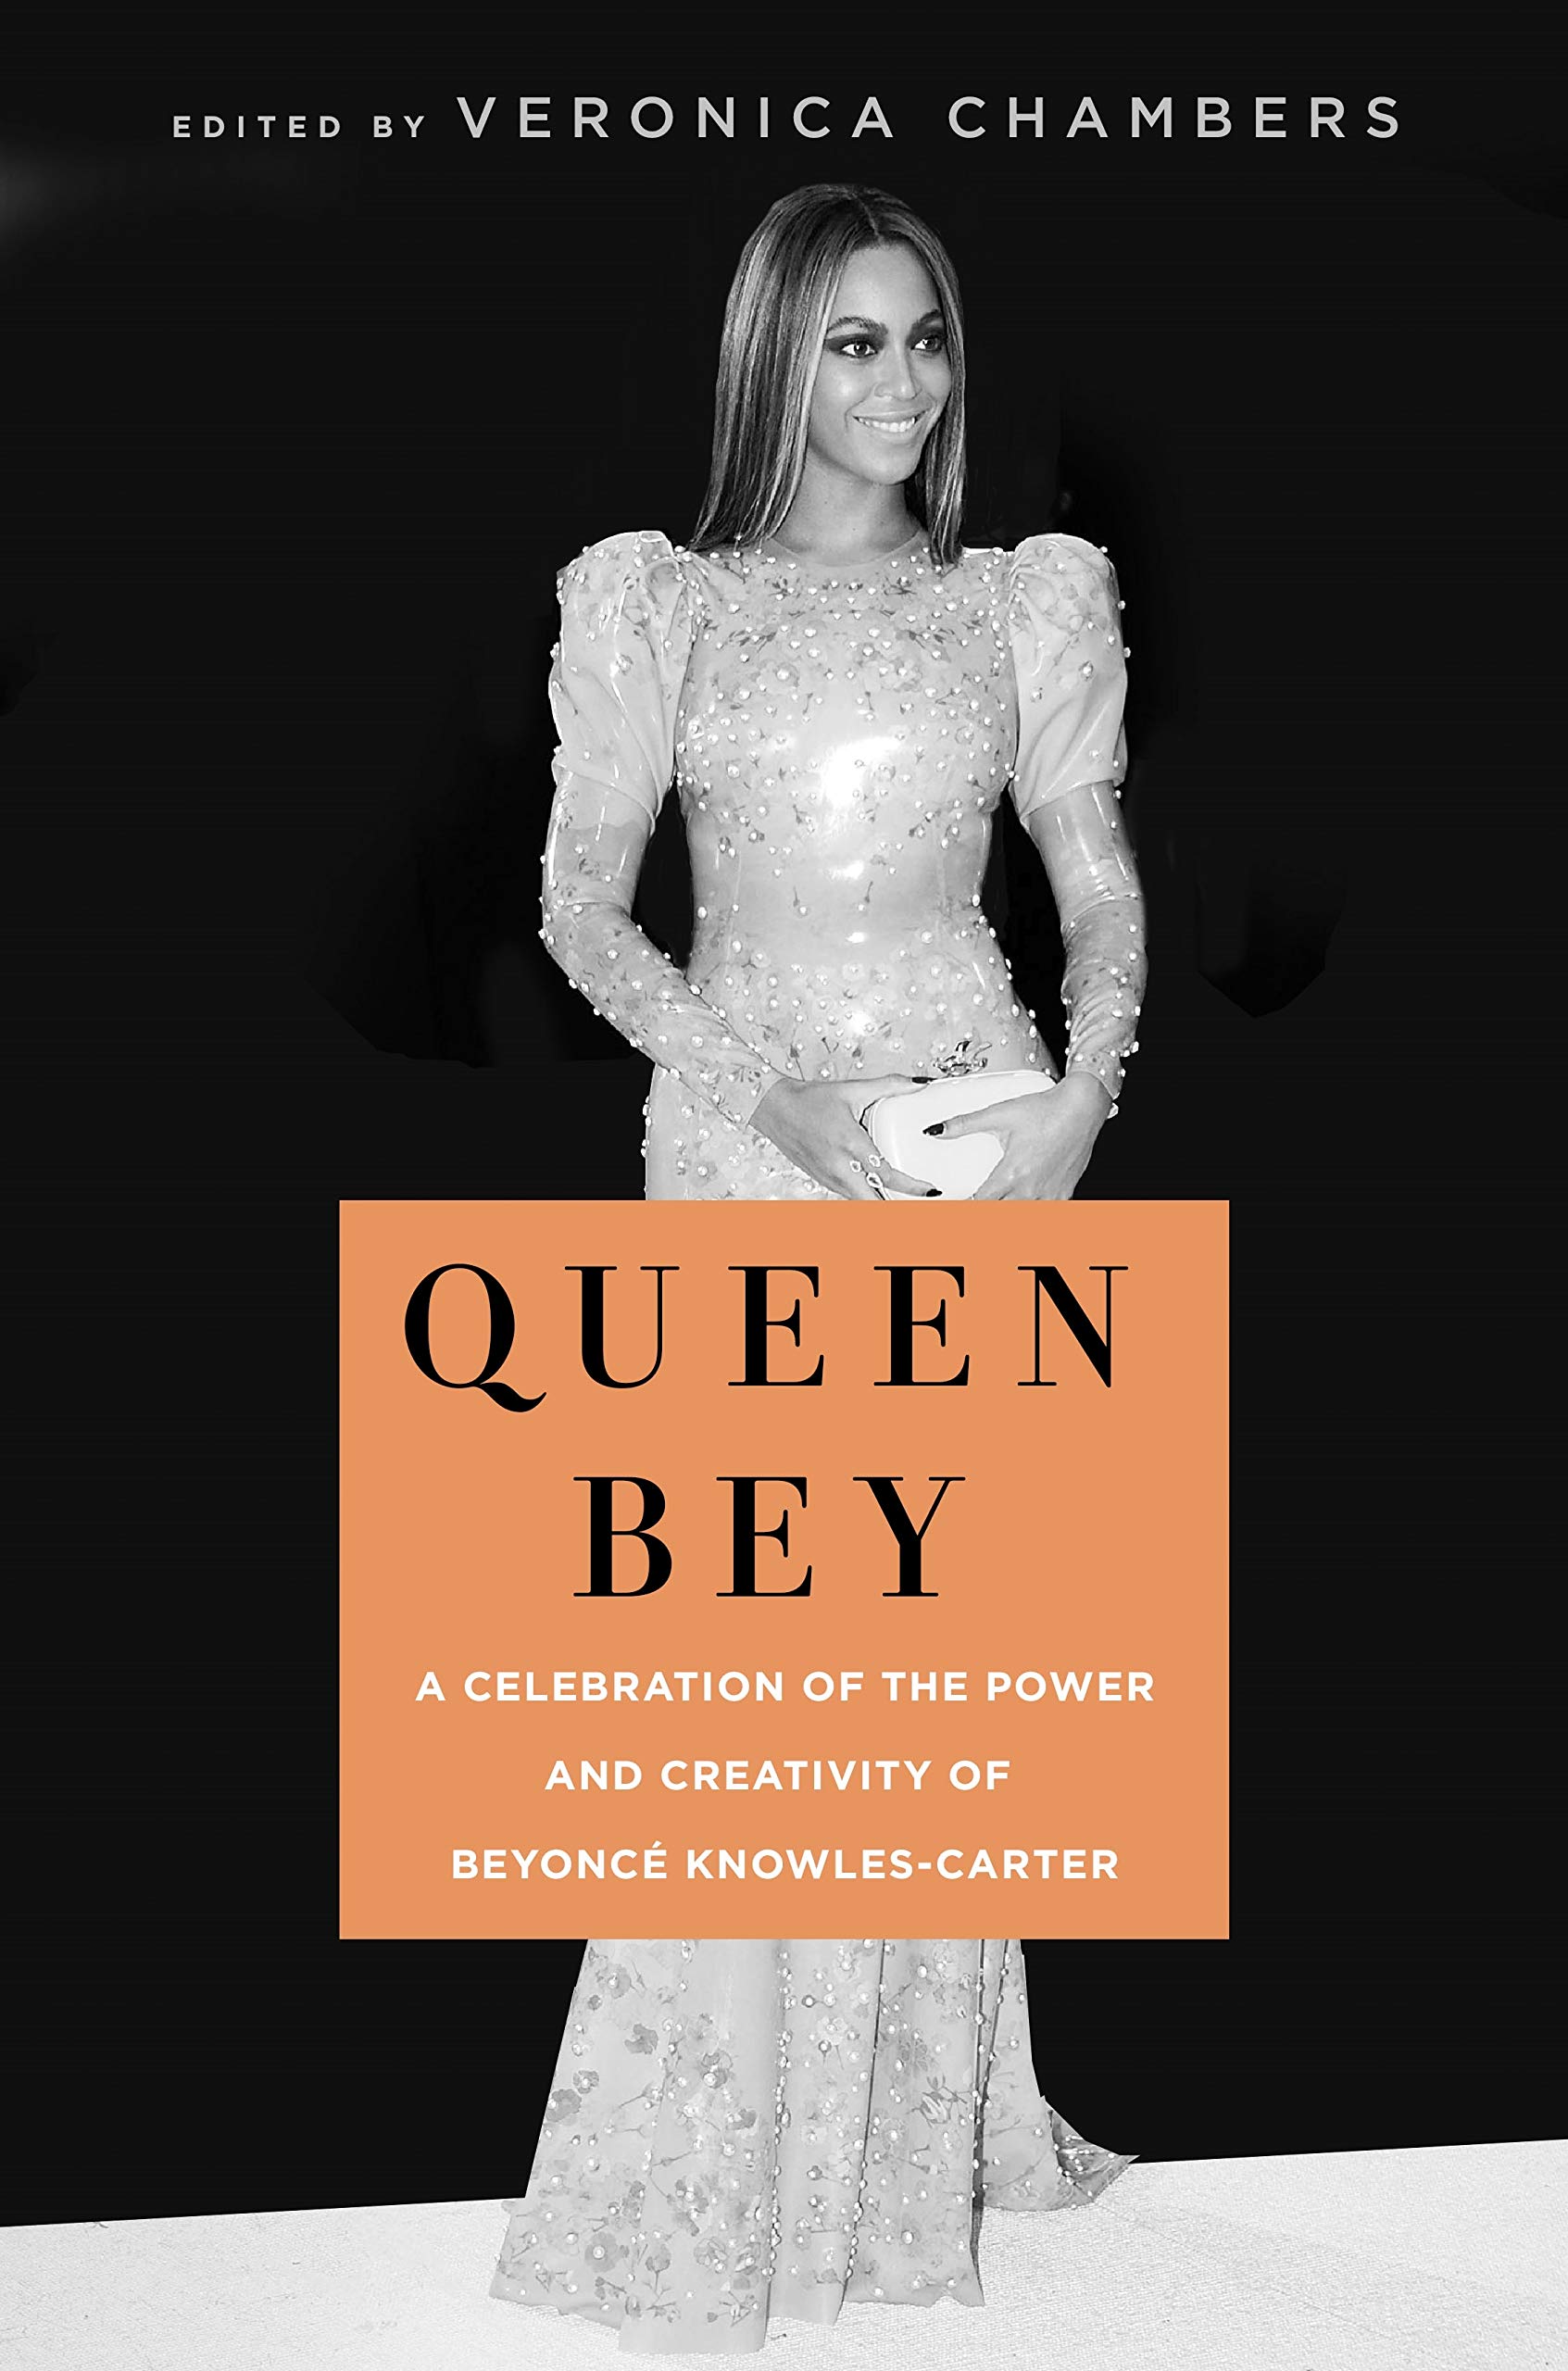 EDITED BY VERONICA CHAMBERS
QUEEN
BEY
A CELEBRATION OF THE POWER
AND CREATIVITY OF
BEYONCÉ KNOWLES-CARTER